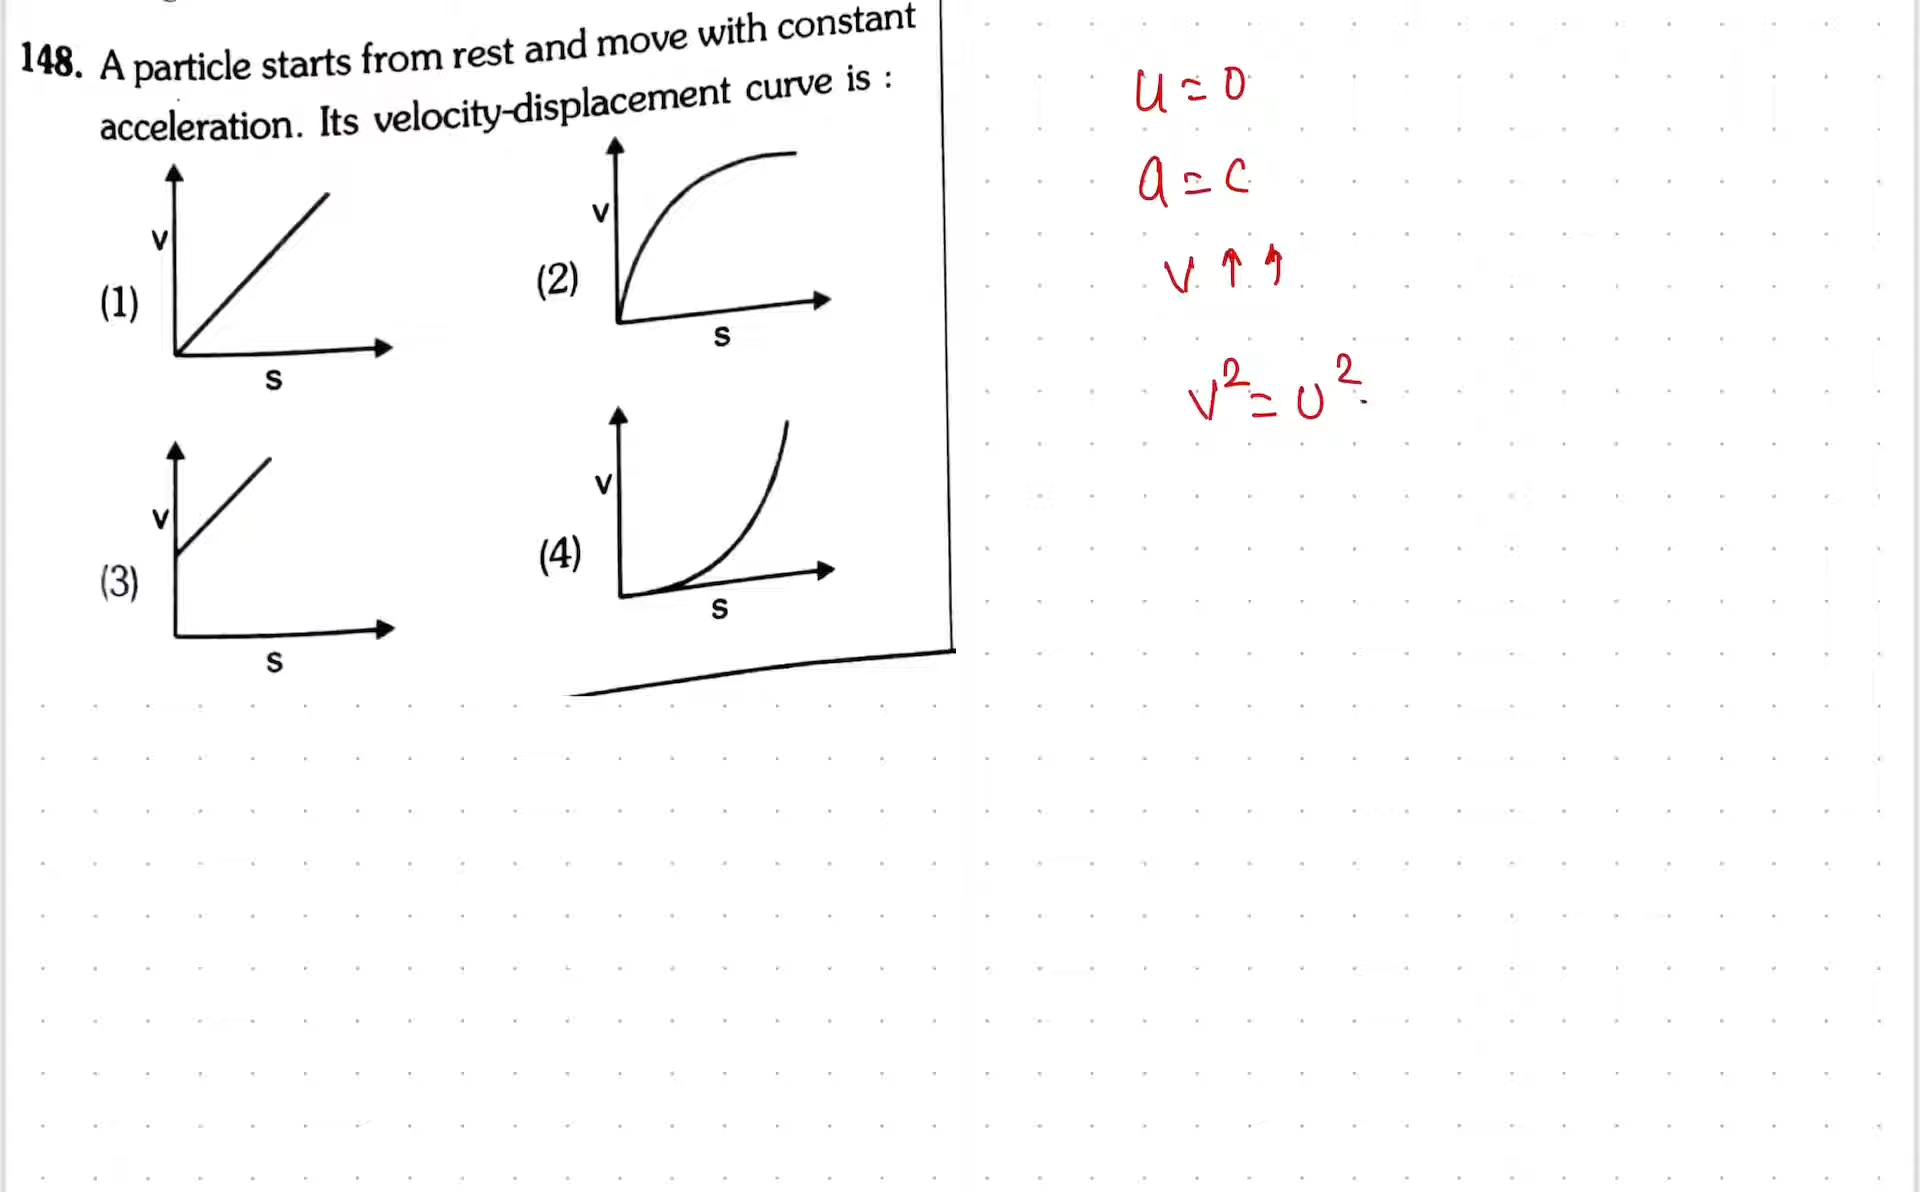 148. A particle starts from rest and move with constant
acceleration. Its velocity-displacement curve is :
(1) v s
(2) v s
(3) v s
(4) v s
u = 0
a = c
v ↑ ↑
v² = u²